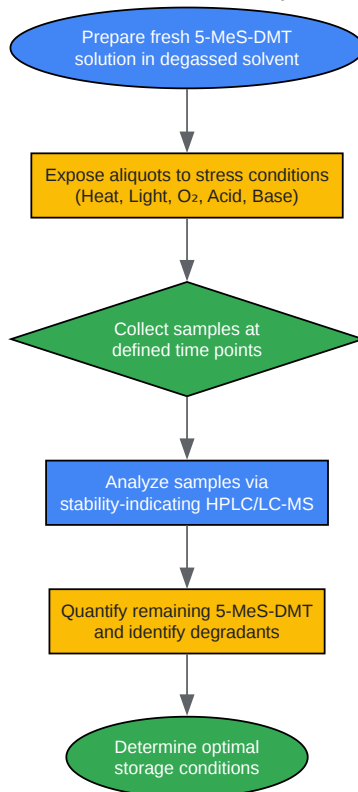 Prepare fresh 5-MeS-DMT
solution in degassed solvent
Expose aliquots to stress conditions
(Heat, Light, O₂, Acid, Base)
Collect samples at
defined time points
Analyze samples via
stability-indicating HPLC/LC-MS
Quantify remaining 5-MeS-DMT
and identify degradants
Determine optimal
storage conditions